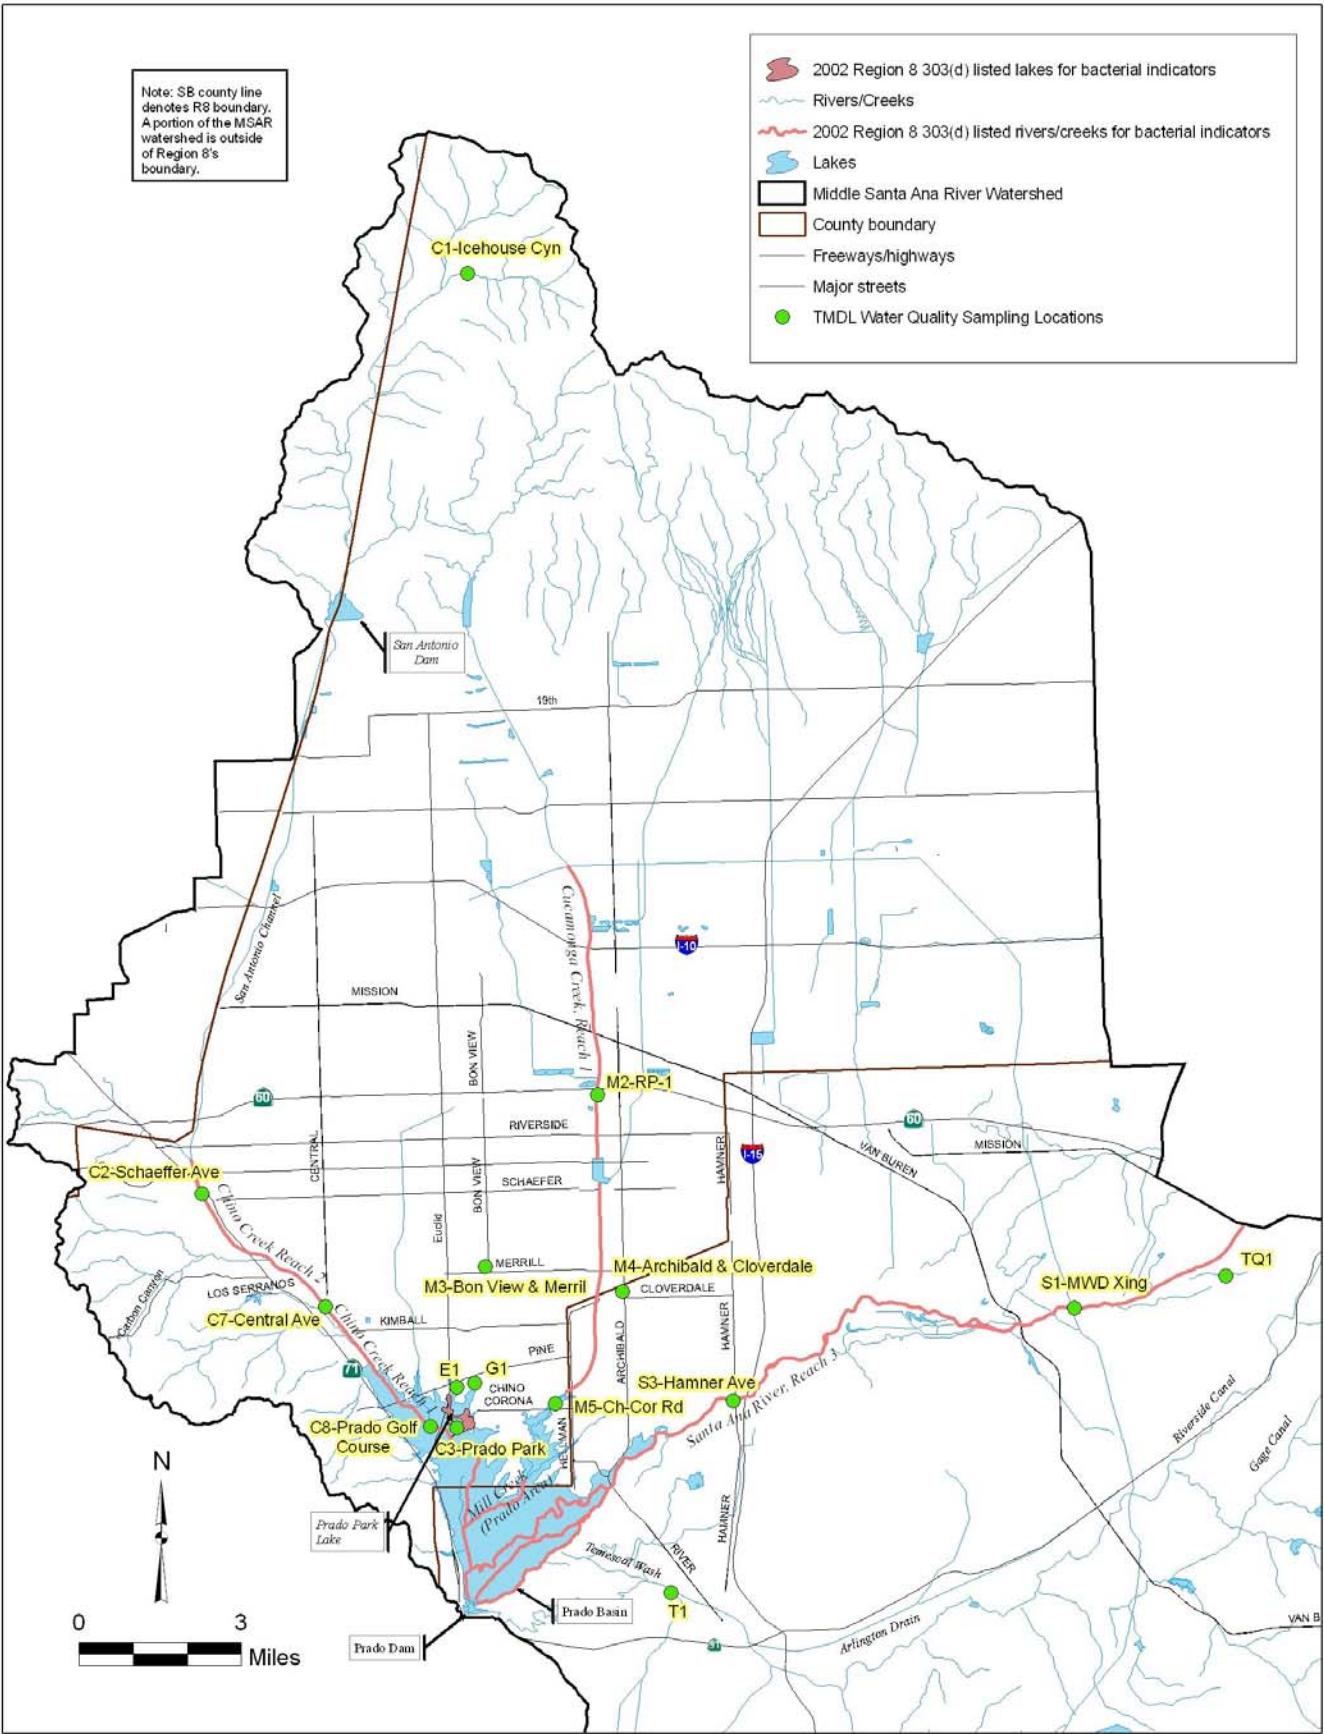 Note: SB county line
denotes R8 boundary.
A portion of the MSAR
watershed is outside
of Region 8's
boundary.
2002 Region 8 303(d) listed lakes for bacterial indicators
Rivers/Creeks
2002 Region 8 303(d) listed rivers/creeks for bacterial indicators
Lakes
Middle Santa Ana River Watershed
County boundary
Freeways/highways
Major streets
TMDL Water Quality Sampling Locations
C1-Icehouse Cyn
San Antonio
Dam
19th
Cucamonga Creek, Reach 1
San Antonio Channel
I-10
MISSION
BON VIEW
M2-RP-1
60
60
RIVERSIDE
CENTRAL
HAMNER
I-15
VAN BUREN
MISSION
C2-Schaeffer Ave
SCHAEFER
BON VIEW
Chino Creek Reach 2
Euclid
MERRILL
M3-Bon View & Merril
M4-Archibald & Cloverdale
CLOVERDALE
TQ1
S1-MWD Xing
Carbon Canyon
LOS SERRANOS
C7-Central Ave
KIMBALL
Chino Creek Reach 1
HAMNER
ARCHIBALD
PINE
71
E1
G1
CHINO
CORONA
S3-Hamner Ave
Santa Ana River, Reach 3
M5-Ch-Cor Rd
C8-Prado Golf
Course
C3-Prado Park
HELLMAN
Riverside Canal
Gage Canal
N
Mill Creek
(Prado Area)
Prado Park
Lake
HAMNER
RIVER
Temescal Wash
T1
Prado Basin
Prado Dam
91
Arlington Drain
VAN B
0
3
Miles